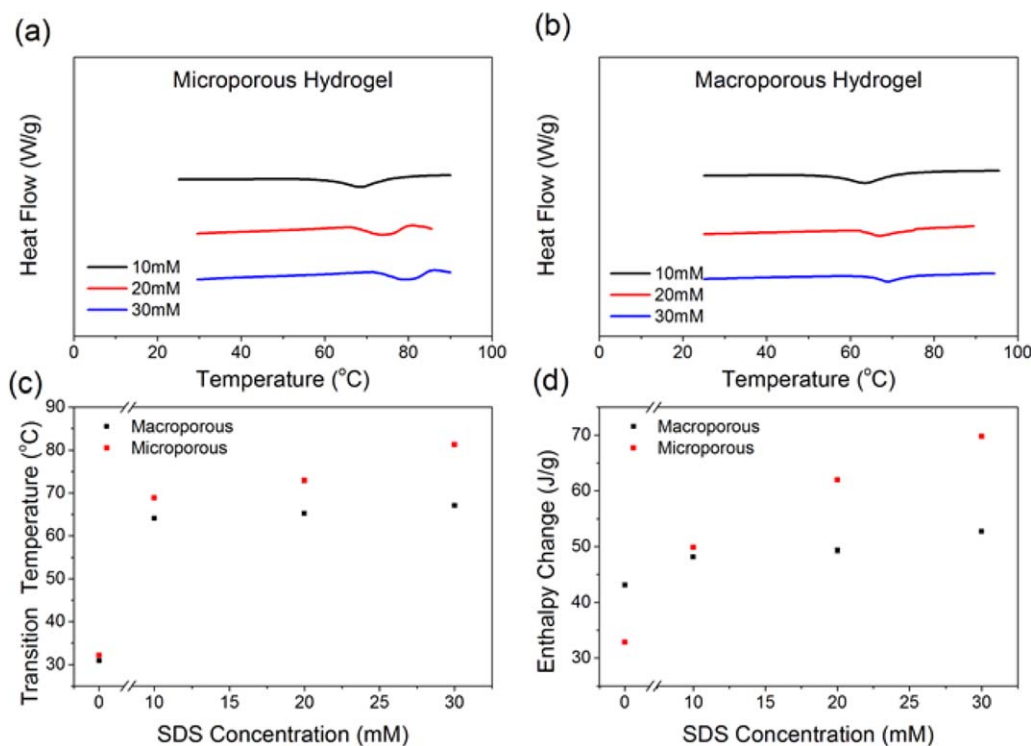 (a)
Microporous Hydrogel
Heat Flow (W/g)
10mM
20mM
30mM
0 20 40 60 80 100
Temperature (°C)
(b)
Macroporous Hydrogel
Heat Flow (W/g)
10mM
20mM
30mM
0 20 40 60 80 100
Temperature (°C)
(c)
Macroporous
Microporous
Transition Temperature (°C)
90
80
70
60
50
40
30
0 10 15 20 25 30
SDS Concentration (mM)
(d)
Macroporous
Microporous
Enthalpy Change (J/g)
70
60
50
40
30
0 10 15 20 25 30
SDS Concentration (mM)